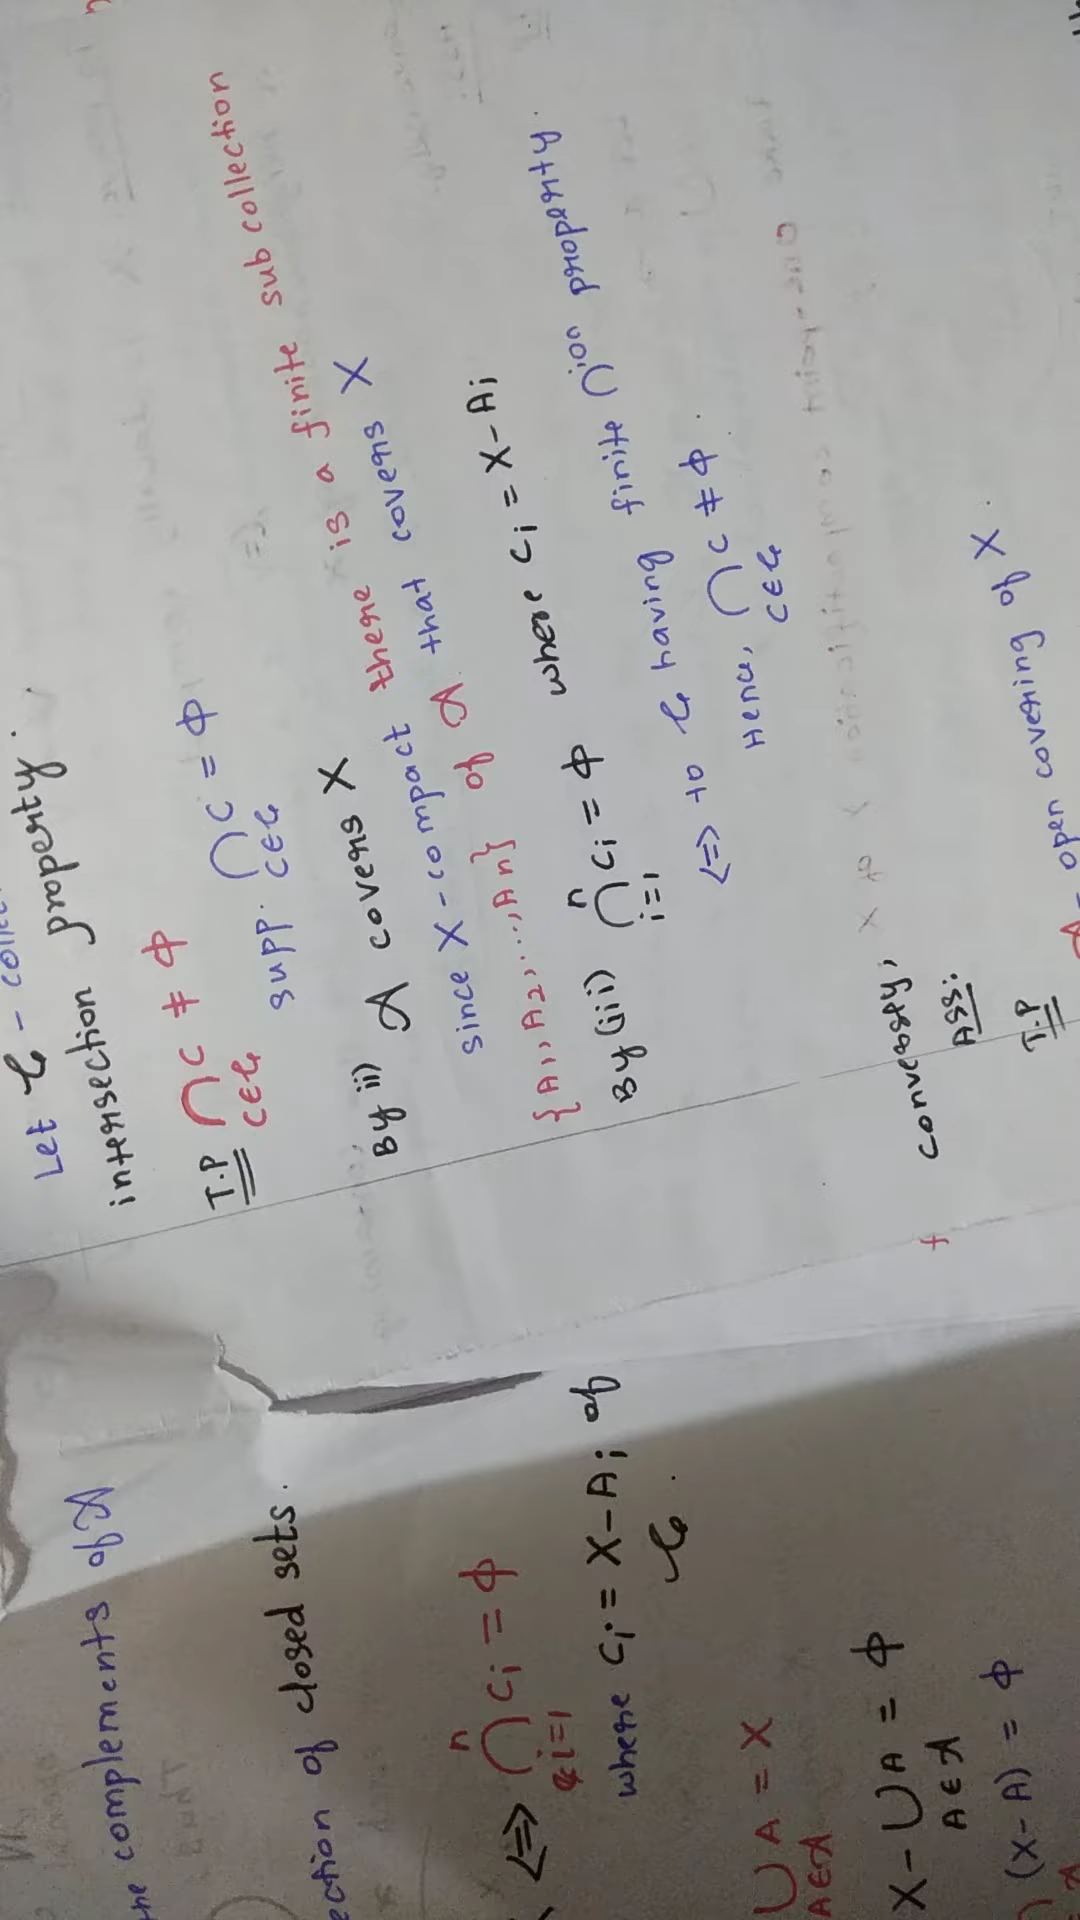 the complements of 𝒜
ection of closed sets.
<=> n ⋂ i=1 Ci = φ
where Ci = X - Ai of
𝒞.
⋃ A = X
A∈𝒜
X - ⋃ A = φ
A∈𝒜
(X-A) = φ
Let 𝒞 -
intersection property.
T.P ⋂ C ≠ φ
C∈𝒞
supp. ⋂ C = φ
C∈𝒞
By ii) 𝒜 covers X
since X-compact there is a finite sub collection
{A1, A2, ..., An} of 𝒜 that covers X
By (iii) n ⋂ i=1 Ci = φ where Ci = X - Ai
<=> to 𝒞 having finite ⋂ion property.
Hence, ⋂ C ≠ φ.
C∈𝒞
conversely,
Ass:
T.P
open covering of X.